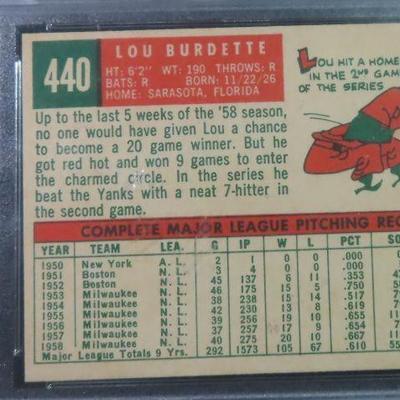 440
LOU BURDETTE
HT: 6'2" WT: 190 THROWS: R
BATS: R BORN: 11/22/26
HOME: SARASOTA, FLORIDA
LOU HIT A HOME
IN THE 2ND GAM
OF THE SERIES
Up to the last 5 weeks of the '58 season,
no one would have given Lou a chance
to become a 20 game winner. But he
got red hot and won 9 games to enter
the charmed circle. In the series he
beat the Yanks with a neat 7-hitter in
the second game.
COMPLETE MAJOR LEAGUE PITCHING REC
YEAR TEAM LEA. G IP W L PCT SO
1950 New York A. L. 2 1 0 0 .000
1951 Boston N. L. 3 4 0 0 .000
1952 Boston N. L. 45 137 6 11 .353
1953 Milwaukee N. L. 46 175 15 5 .750
1954 Milwaukee N. L. 38 238 15 14 .517
1955 Milwaukee N. L. 42 230 13 8
1956 Milwaukee N. L. 39 256 19 10
1957 Milwaukee N. L. 37 257 17 9
1958 Milwaukee N. L. 40 275 20 10
Major League Totals 9 Yrs. 292 1573 105 67 .610